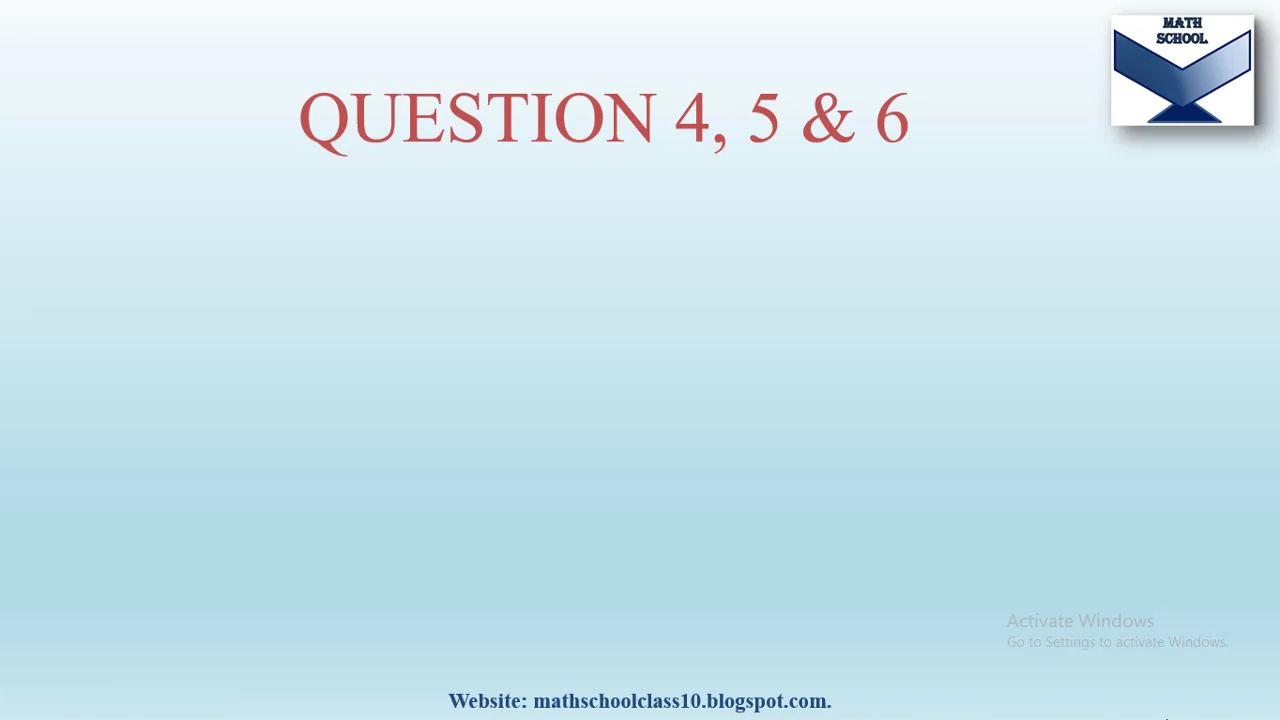 MATH
SCHOOL
QUESTION 4, 5 & 6
Activate Windows
Go to Settings to activate Windows.
Website: mathschoolclass10.blogspot.com.